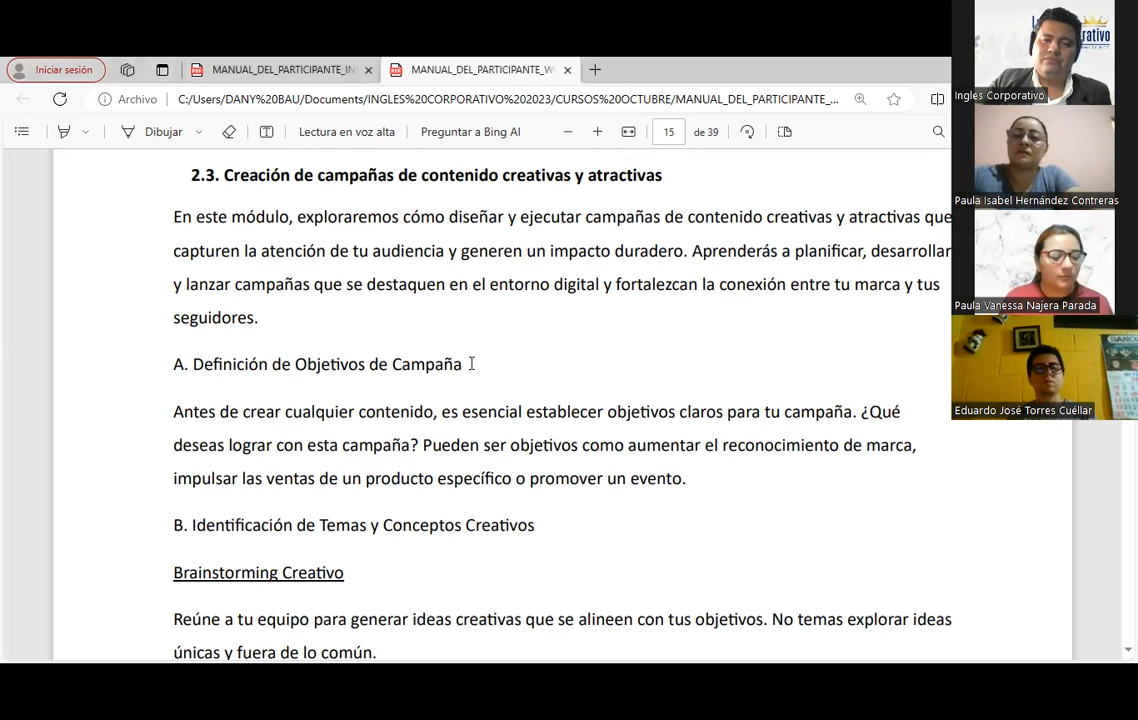 Iniciar sesión
MANUAL_DEL_PARTICIPANTE_IN
MANUAL_DEL_PARTICIPANTE_W
Archivo
C:/Users/DANY%20BAU/Documents/INGLES%20CORPORATIVO%202023/CURSOS%20OCTUBRE/MANUAL_DEL_PARTICIPANTE_...
Dibujar
Lectura en voz alta
Preguntar a Bing AI
15
de 39
2.3. Creación de campañas de contenido creativas y atractivas
En este módulo, exploraremos cómo diseñar y ejecutar campañas de contenido creativas y atractivas que
capturen la atención de tu audiencia y generen un impacto duradero. Aprenderás a planificar, desarrollar
y lanzar campañas que se destaquen en el entorno digital y fortalezcan la conexión entre tu marca y tus
seguidores.
A. Definición de Objetivos de Campaña
Antes de crear cualquier contenido, es esencial establecer objetivos claros para tu campaña. ¿Qué
deseas lograr con esta campaña? Pueden ser objetivos como aumentar el reconocimiento de marca,
impulsar las ventas de un producto específico o promover un evento.
B. Identificación de Temas y Conceptos Creativos
Brainstorming Creativo
Reúne a tu equipo para generar ideas creativas que se alineen con tus objetivos. No temas explorar ideas
únicas y fuera de lo común.
Ingles Corporativo
Paula Isabel Hernández Contreras
Paula Vanessa Najera Parada
Eduardo José Torres Cuéllar